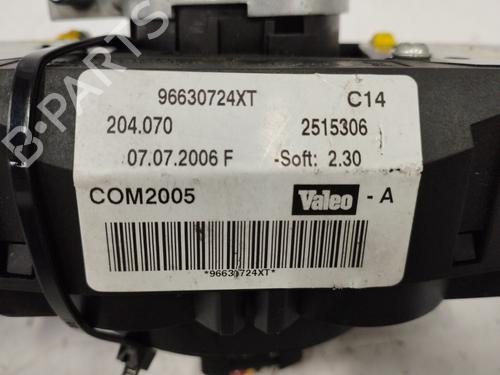 96630724XT C14
204.070 2515306
07.07.2006 F -Soft: 2.30
COM2005 Valeo - A
*96630724XT*
B-PARTS